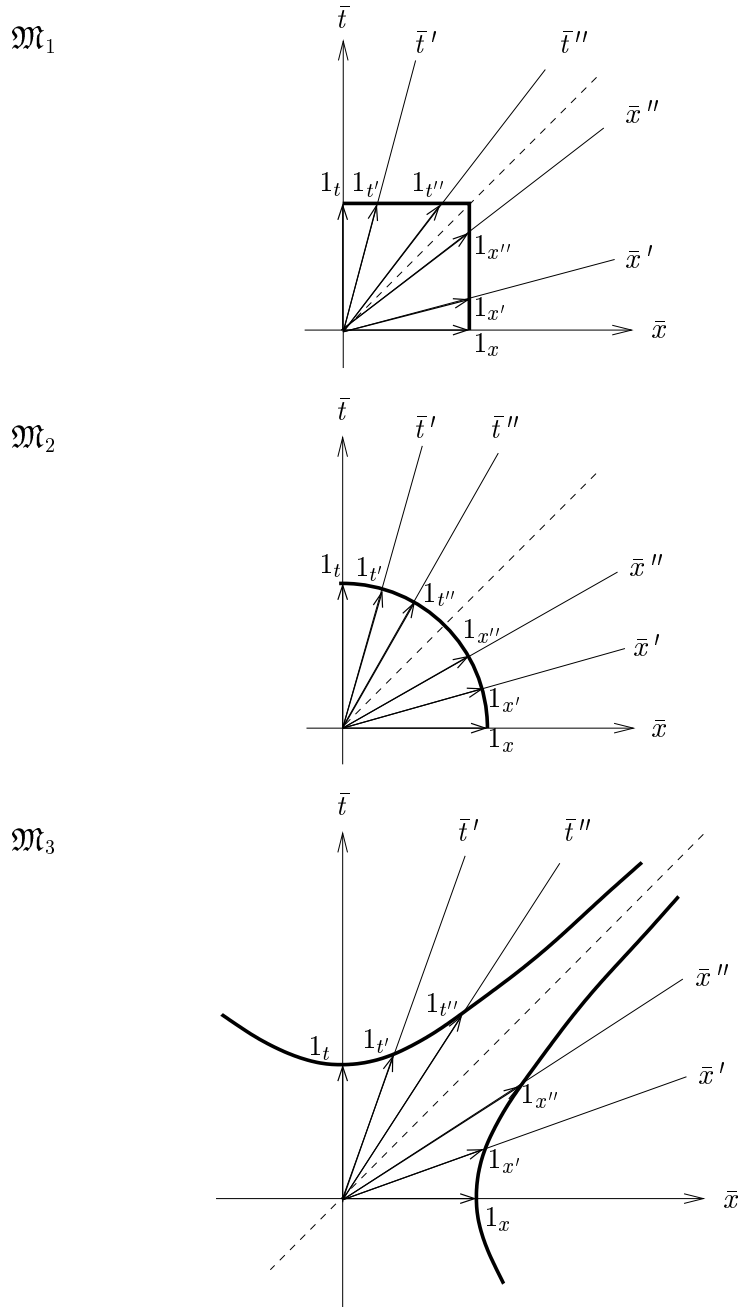 𝔐₁
t̄
t̄ ′
t̄ ″
x̄ ″
1ₜ
1ₜ′
1ₜ″
1ₓ″
x̄ ′
1ₓ′
1ₓ
x̄
𝔐₂
t̄
t̄ ′
t̄ ″
1ₜ
1ₜ′
1ₜ″
x̄ ″
1ₓ″
x̄ ′
1ₓ′
1ₓ
x̄
𝔐₃
t̄
t̄ ′
t̄ ″
x̄ ″
1ₜ″
1ₜ
1ₜ′
x̄ ′
1ₓ″
1ₓ′
1ₓ
x̄